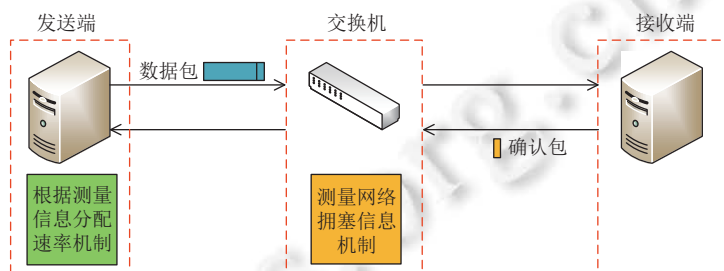 发送端
交换机
接收端
数据包
确认包
根据测量
信息分配
速率机制
测量网络
拥塞信息
机制